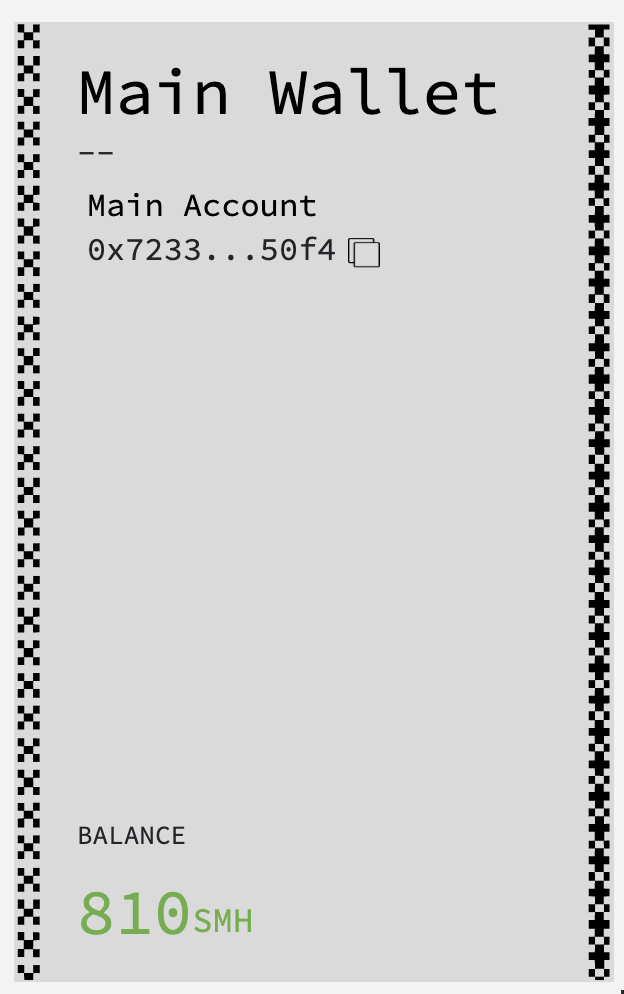 Main Wallet
--
Main Account
0x7233...50f4
BALANCE
810SMH